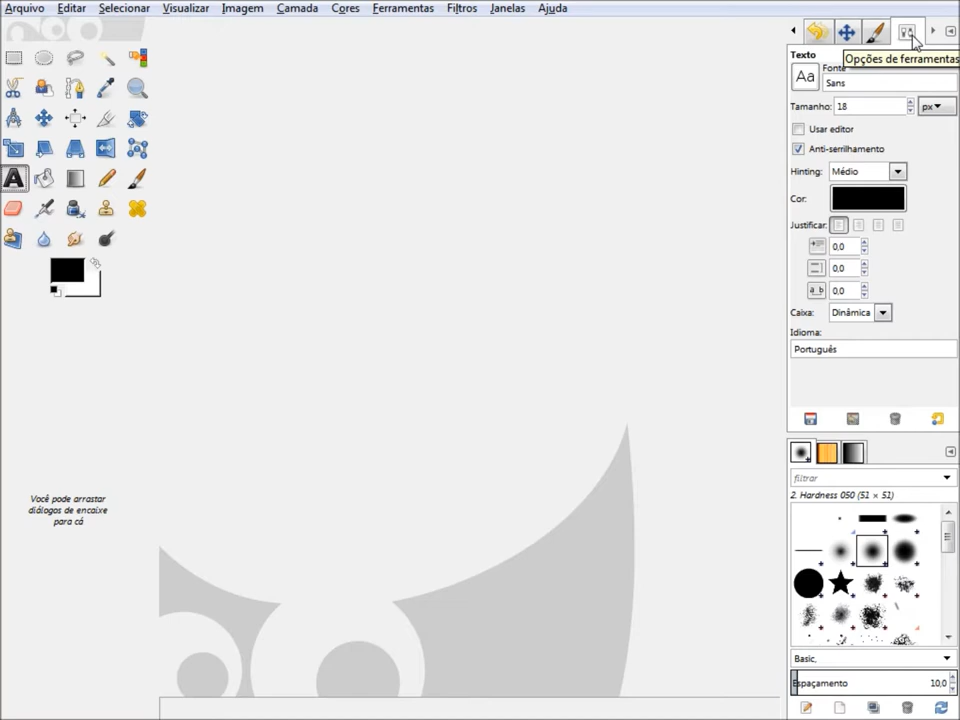 Arquivo Editar Selecionar Visualizar Imagem Camada Cores Ferramentas Filtros Janelas Ajuda
Opções de ferramentas
Texto
Fonte
Aa Sans
Tamanho: 18 px
Usar editor
Anti-serrilhamento
Hinting: Médio
Cor:
Justificar:
0,0
0,0
a_b 0,0
Caixa: Dinâmica
Idioma:
Português
filtrar
2. Hardness 050 (51 × 51)
Você pode arrastar
diálogos de encaixe
para cá
Basic,
Espaçamento 10,0